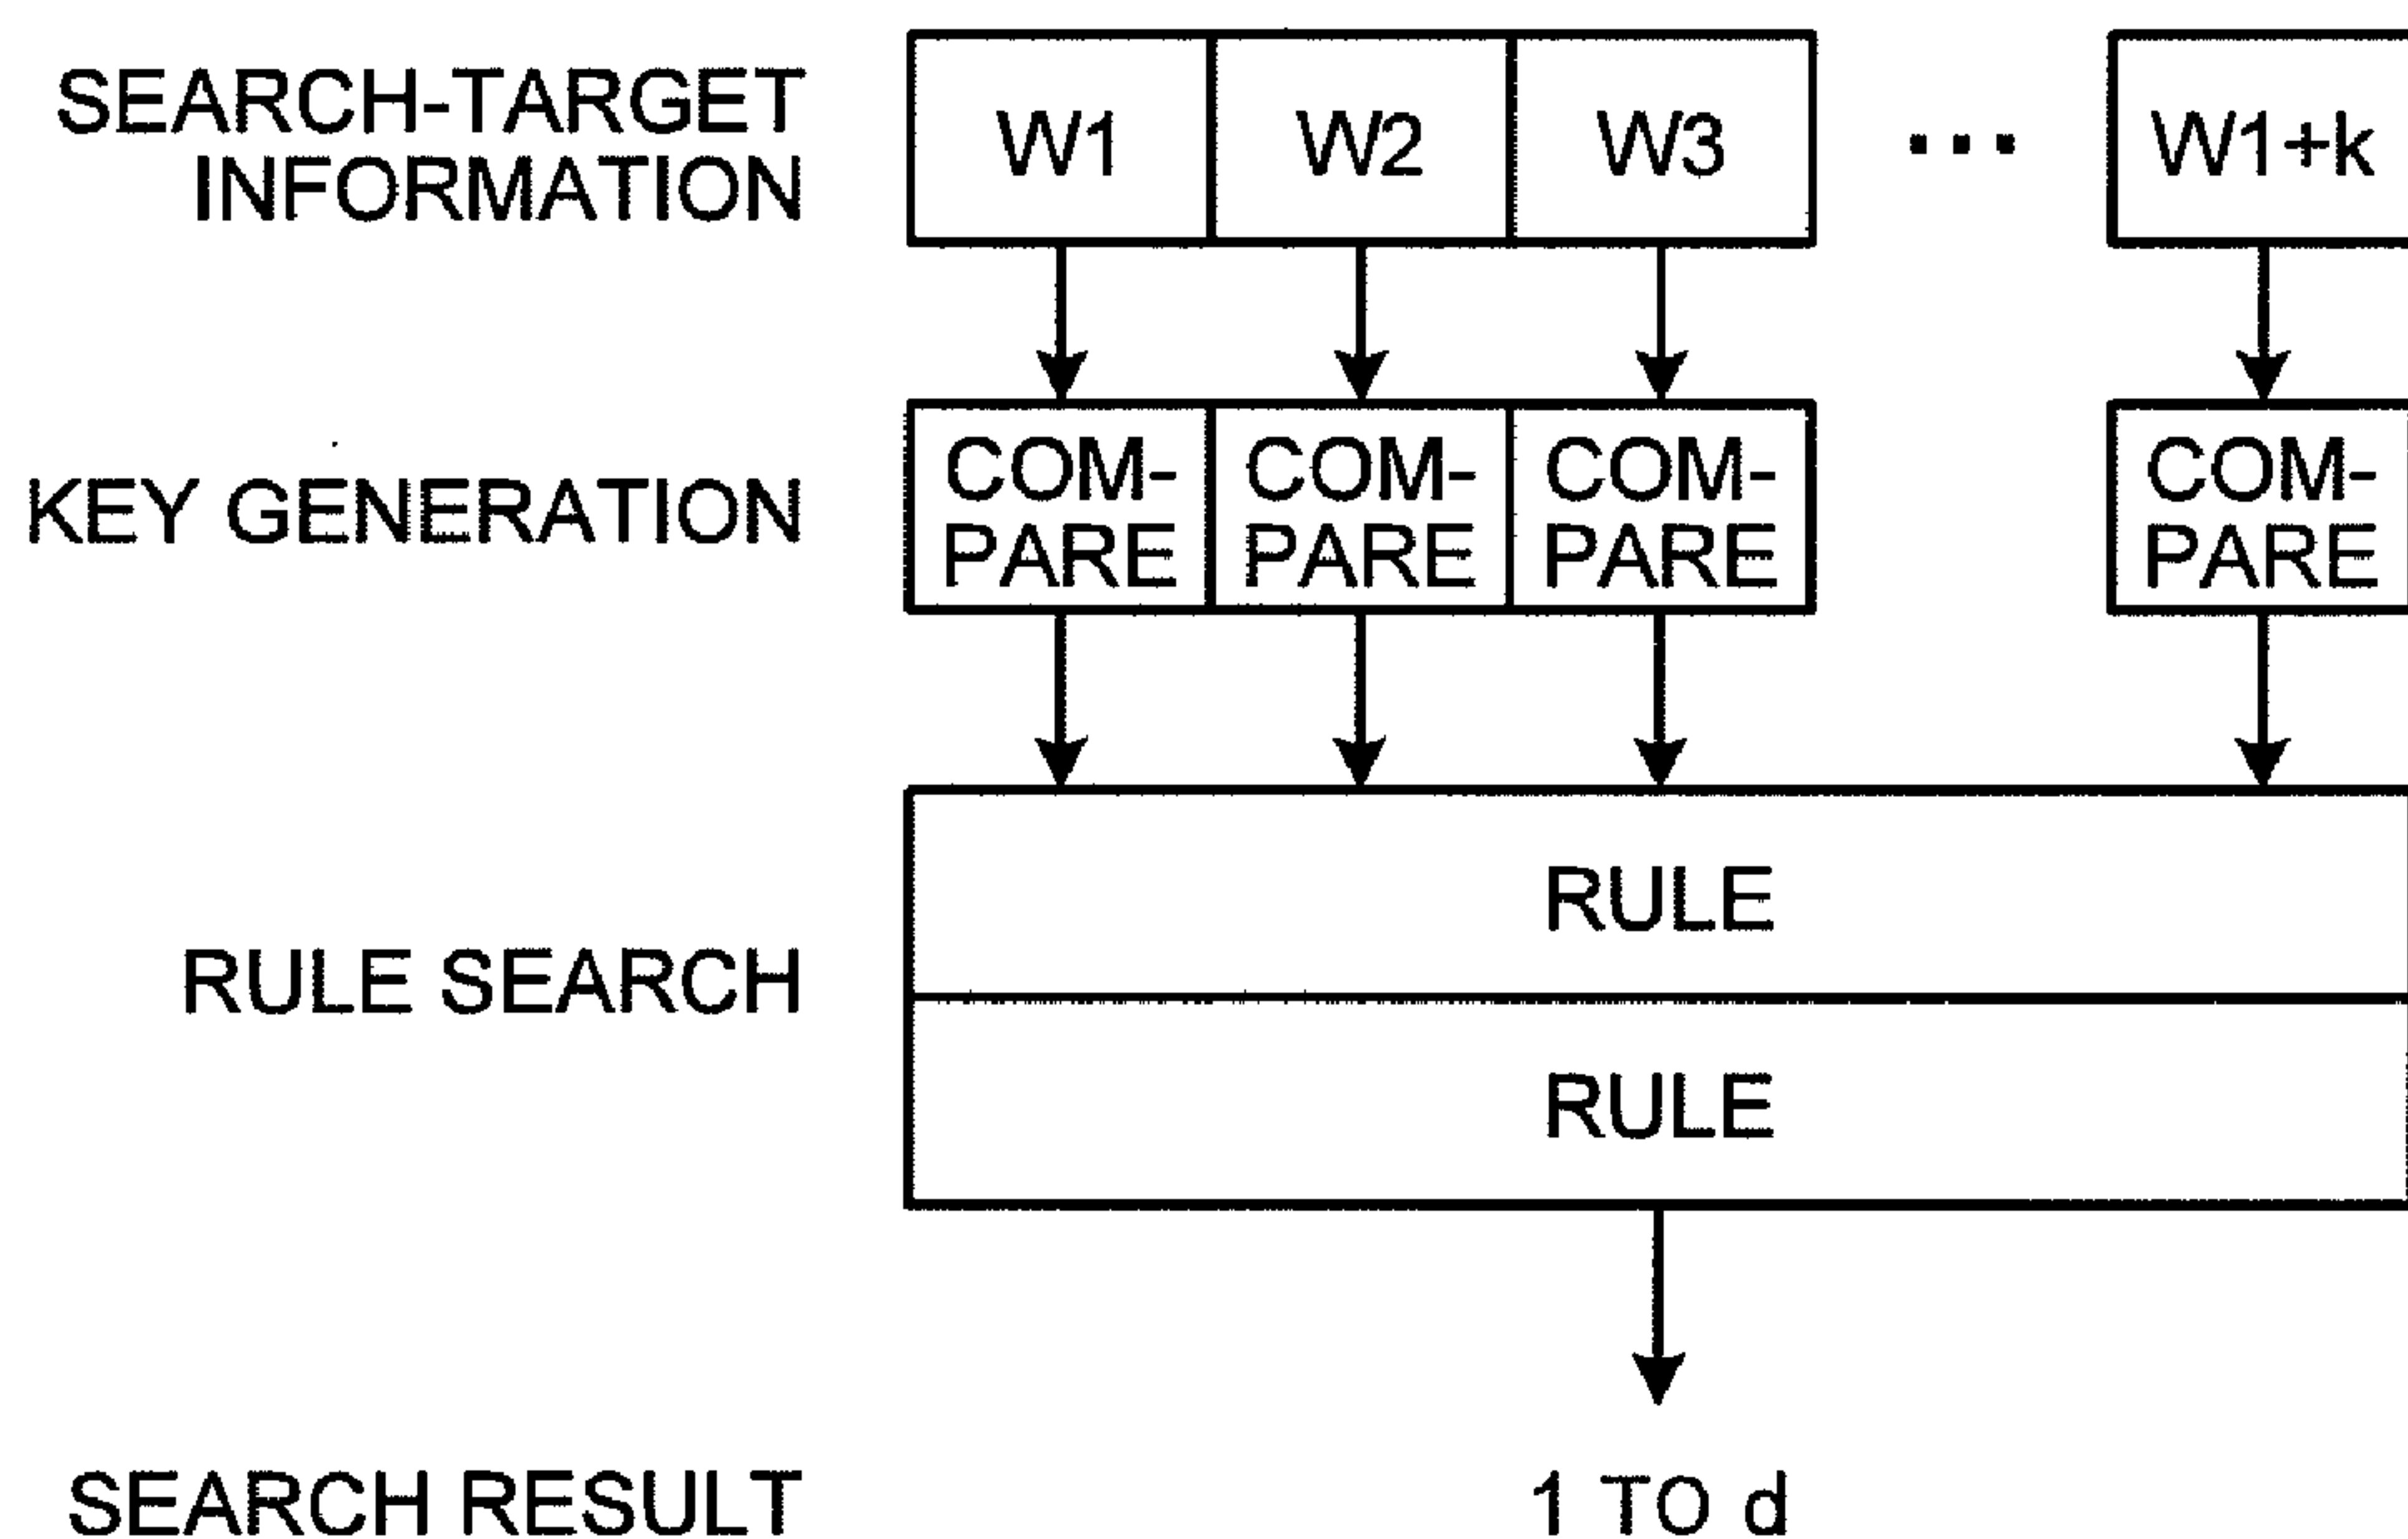 SEARCH-TARGET
INFORMATION
W1 W2 W3 ... W1+k
KEY GENERATION
COM- COM- COM- COM-
PARE PARE PARE PARE
RULE SEARCH
RULE
RULE
SEARCH RESULT
1 TO d